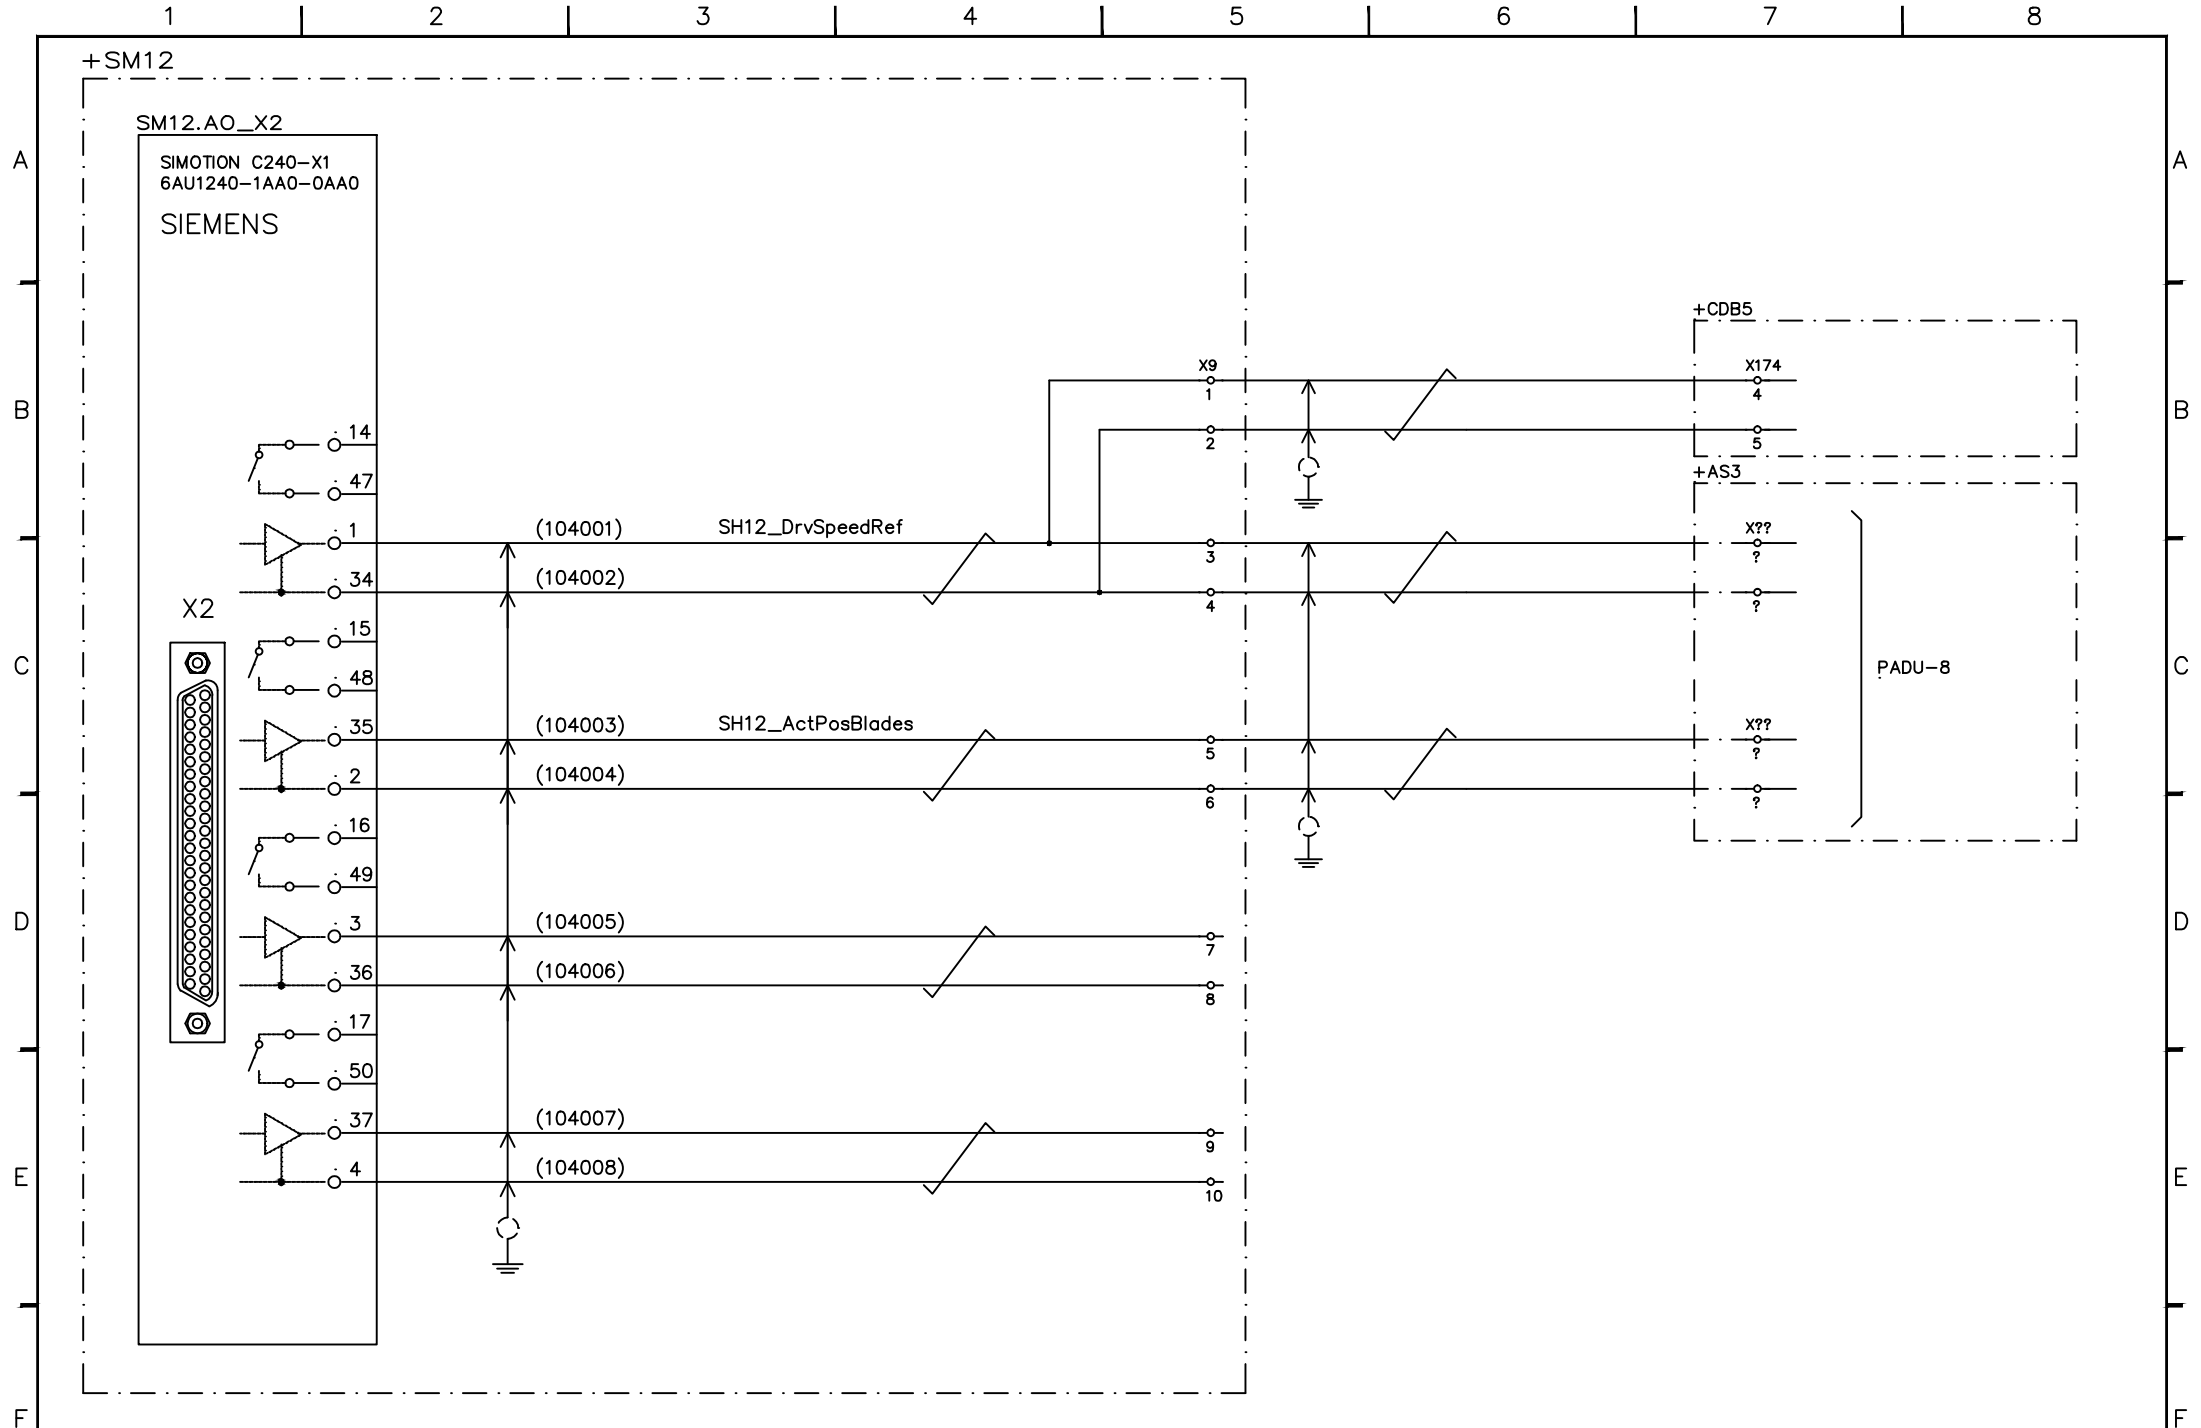 1 2 3 4 5 6 7 8
+SM12
SM12.AO_X2
A A
SIMOTION C240-X1
6AU1240-1AA0-0AA0
SIEMENS
+CDB5
X9 X174
1 4
B B
14
2 5
+AS3
47
1 (104001) SH12_DrvSpeedRef X??
3 ?
34 (104002)
4 ?
X2
15
C C
PADU-8
48
35 (104003) SH12_ActPosBlades X??
5 ?
2 (104004)
6 ?
16
49
D D
3 (104005)
7
36 (104006)
8
17
50
37 (104007)
9
E E
4 (104008)
10
F F